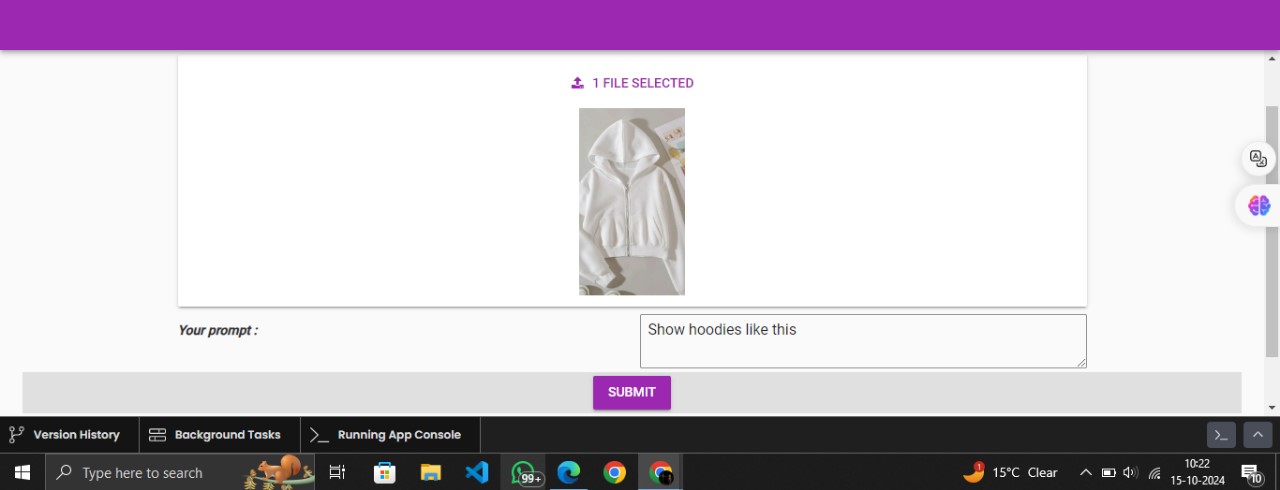 1 FILE SELECTED
Your prompt :
Show hoodies like this
SUBMIT
Version History
Background Tasks
Running App Console
Type here to search
99+
1
15°C Clear
10:22
15-10-2024
10